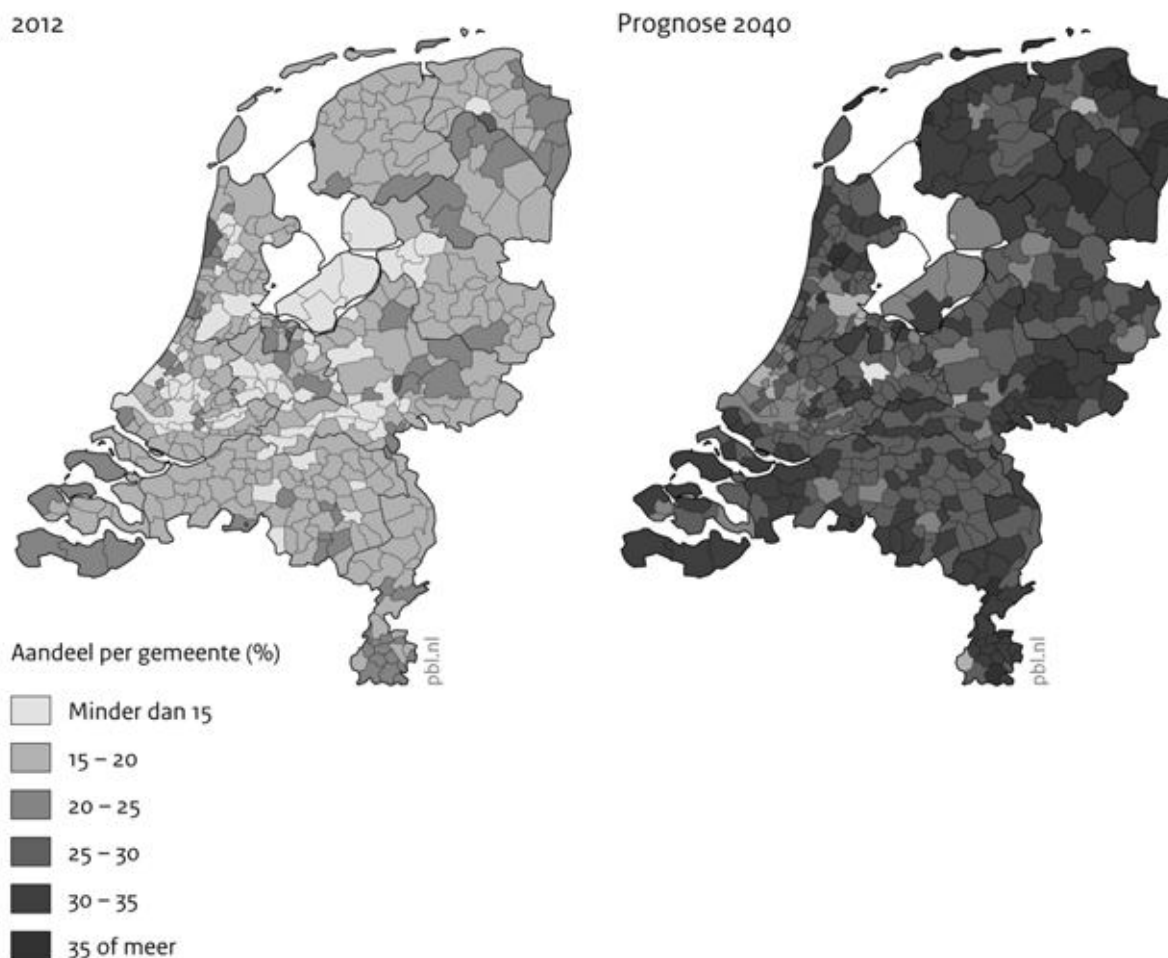 2012
Prognose 2040
Aandeel per gemeente (%)
Minder dan 15
15 – 20
20 – 25
25 – 30
30 – 35
35 of meer
pbl.nl
pbl.nl